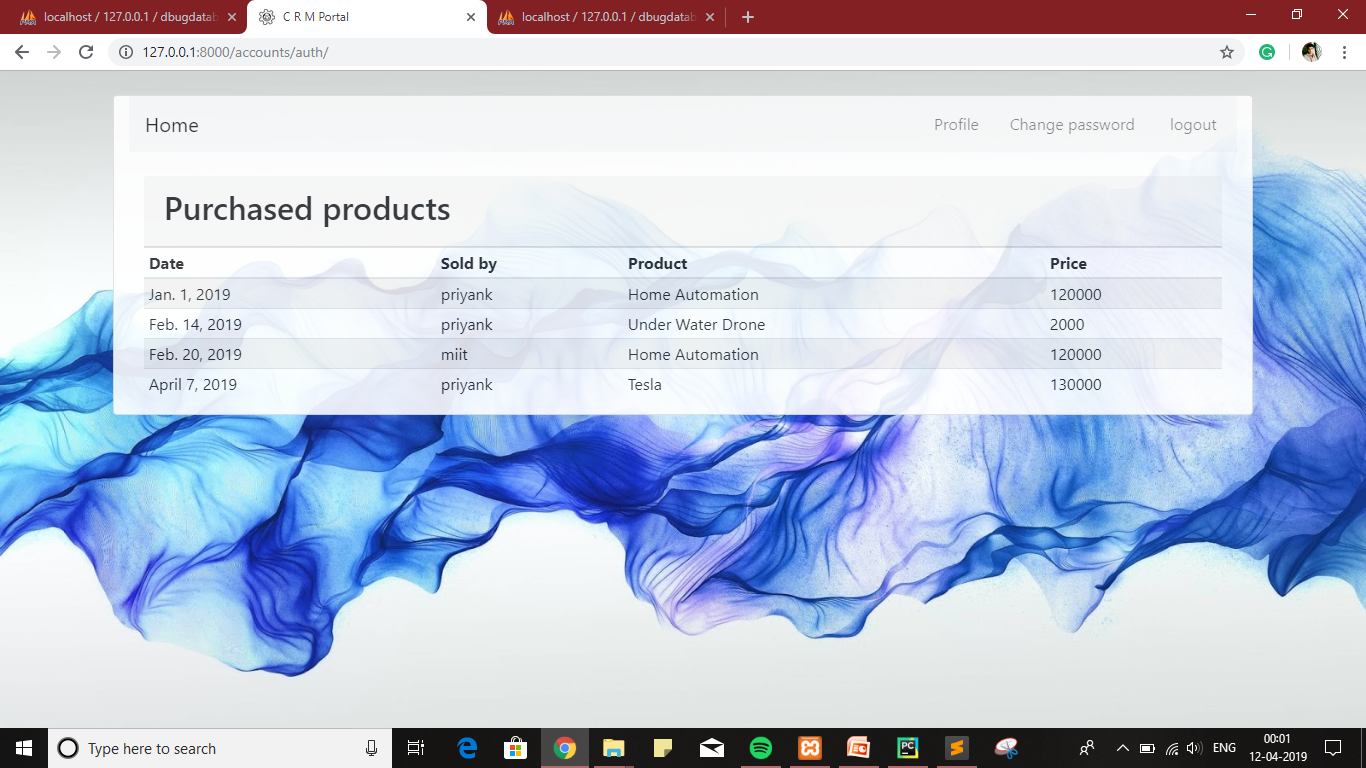 localhost / 127.0.0.1 / dbugdatab
C R M Portal
localhost / 127.0.0.1 / dbugdatab
127.0.0.1:8000/accounts/auth/
Home Profile Change password logout
Purchased products
Date Sold by Product Price
Jan. 1, 2019 priyank Home Automation 120000
Feb. 14, 2019 priyank Under Water Drone 2000
Feb. 20, 2019 miit Home Automation 120000
April 7, 2019 priyank Tesla 130000
Type here to search
ENG
00:01
12-04-2019